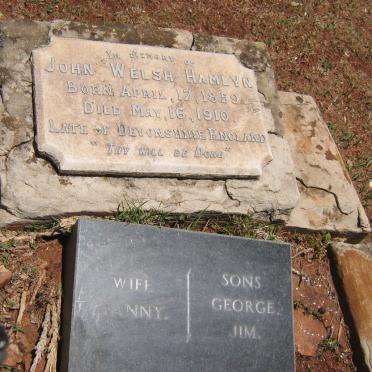 IN MEMORY OF
JOHN WELSH HAMLYN
BORN APRIL, 17, 1859.
DIED MAY, 16, 1910
LATE OF DEVONSHIRE, ENGLAND
"THY WILL BE DONE"
WIFE
FANNY.
SONS
GEORGE.
JIM.